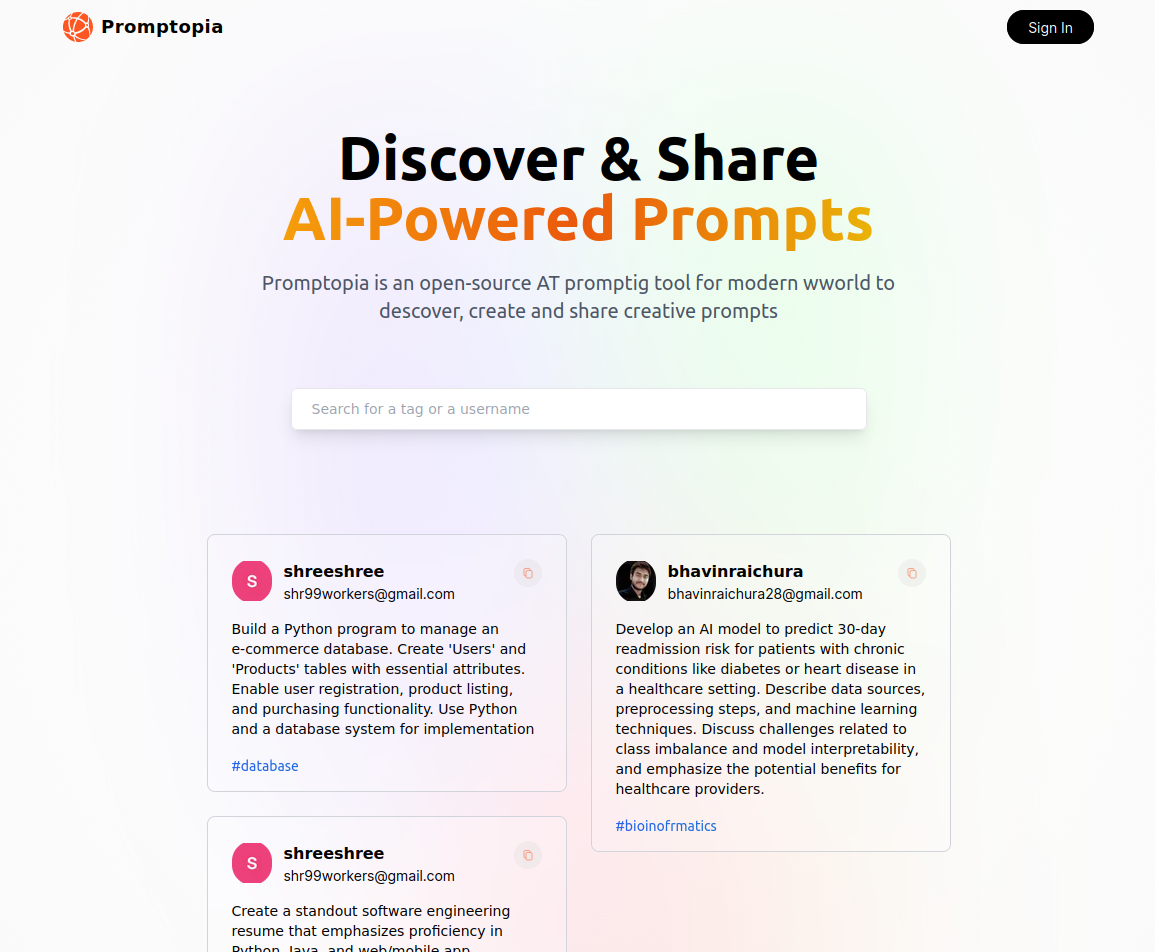 Promptopia
Sign In
Discover & Share
AI-Powered Prompts
Promptopia is an open-source AT promptig tool for modern wworld to
descover, create and share creative prompts
Search for a tag or a username
S
shreeshree
shr99workers@gmail.com
Build a Python program to manage an
e-commerce database. Create 'Users' and
'Products' tables with essential attributes.
Enable user registration, product listing,
and purchasing functionality. Use Python
and a database system for implementation
#database
bhavinraichura
bhavinraichura28@gmail.com
Develop an AI model to predict 30-day
readmission risk for patients with chronic
conditions like diabetes or heart disease in
a healthcare setting. Describe data sources,
preprocessing steps, and machine learning
techniques. Discuss challenges related to
class imbalance and model interpretability,
and emphasize the potential benefits for
healthcare providers.
#bioinofrmatics
S
shreeshree
shr99workers@gmail.com
Create a standout software engineering
resume that emphasizes proficiency in
Python, Java, and web/mobile app